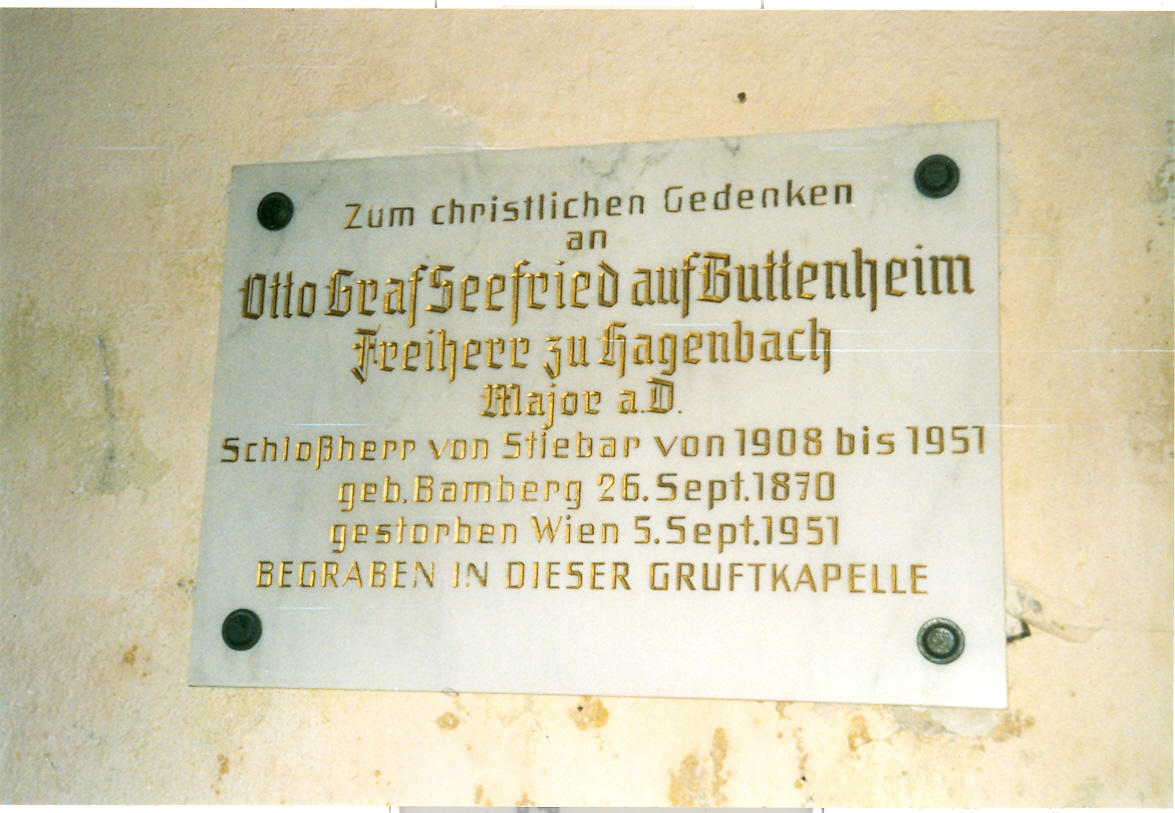 Zum christlichen Gedenken
an
Otto Graf Seefried auf Buttenheim
Freiherr zu Hagenbach
Major a.D.
Schloßherr von Stiebar von 1908 bis 1951
geb. Bamberg 26. Sept. 1870
gestorben Wien 5. Sept. 1951
BEGRABEN IN DIESER GRUFTKAPELLE